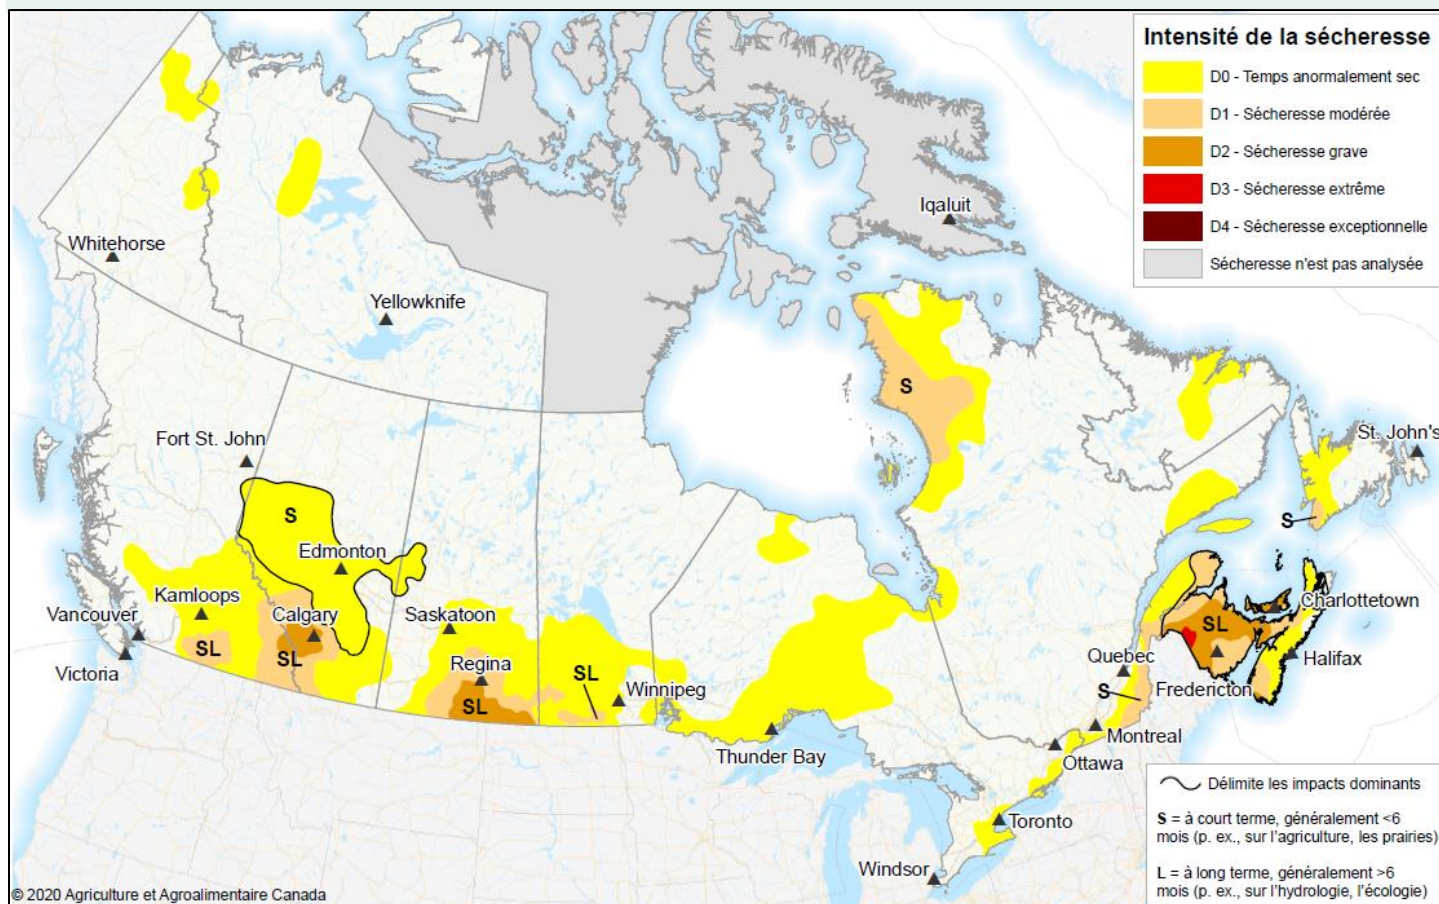 Intensité de la sécheresse
D0 - Temps anormalement sec
D1 - Sécheresse modérée
D2 - Sécheresse grave
D3 - Sécheresse extrême
D4 - Sécheresse exceptionnelle
Sécheresse n'est pas analysée
Iqaluit
Whitehorse
Yellowknife
S
Fort St. John
St. John's
S
S
Edmonton
Kamloops
Calgary
Saskatoon
Charlottetown
Vancouver
SL
SL
SL
Regina
SL
Quebec
Halifax
Victoria
Winnipeg
SL
S
Fredericton
Montreal
Thunder Bay
Ottawa
Toronto
Windsor
Délimite les impacts dominants
S = à court terme, généralement <6
mois (p. ex., sur l'agriculture, les prairies)
L = à long terme, généralement >6
mois (p. ex., sur l'hydrologie, l'écologie)
© 2020 Agriculture et Agroalimentaire Canada